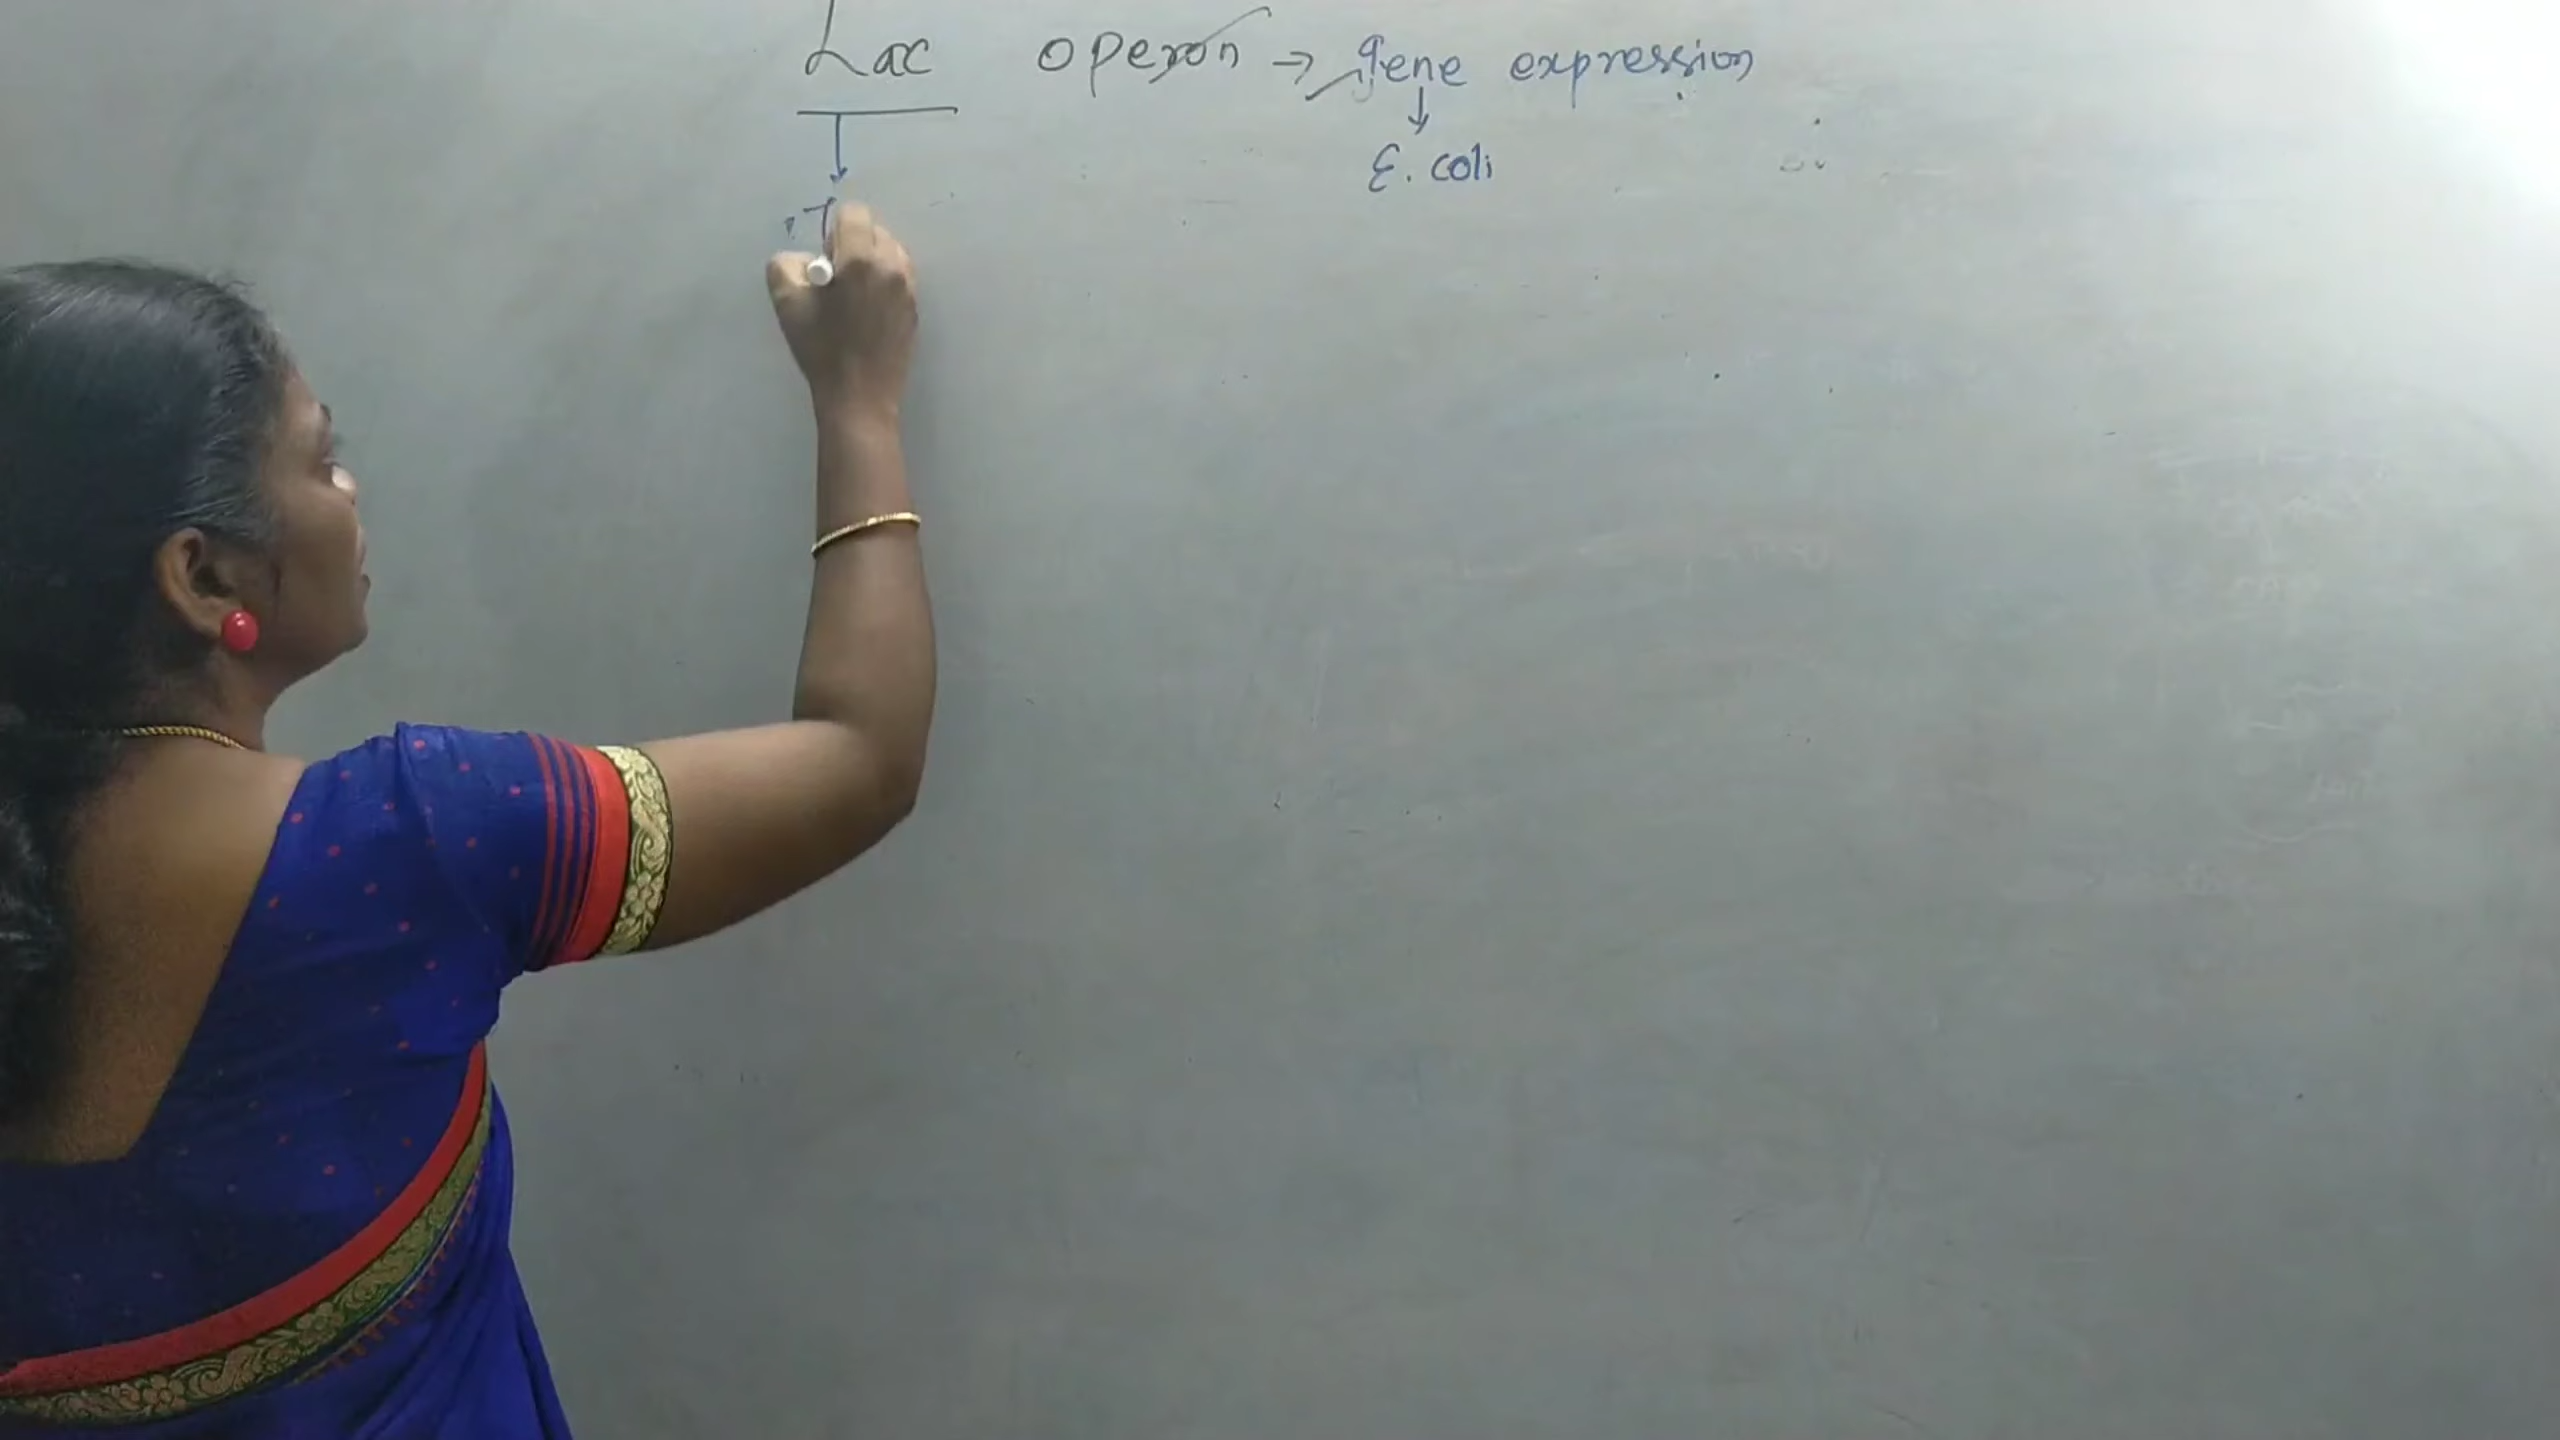 Lac operon → gene expression
↓ ↓
E. coli